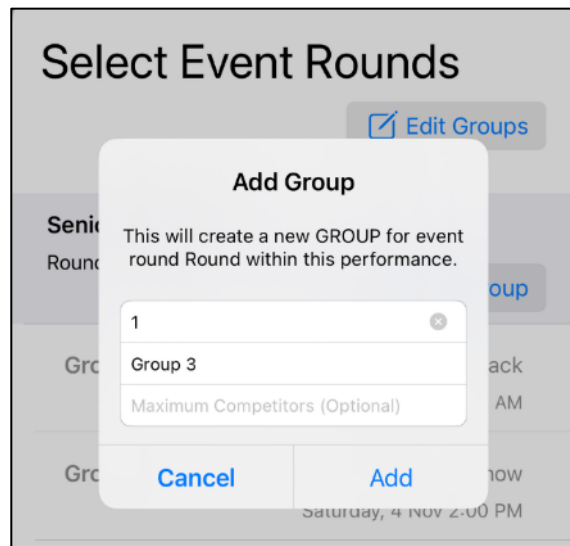 Select Event Rounds
Edit Groups
Add Group
This will create a new GROUP for event
round Round within this performance.
1
Group 3
Maximum Competitors (Optional)
Cancel
Add
AM
Saturday, 4 Nov 2:00 PM